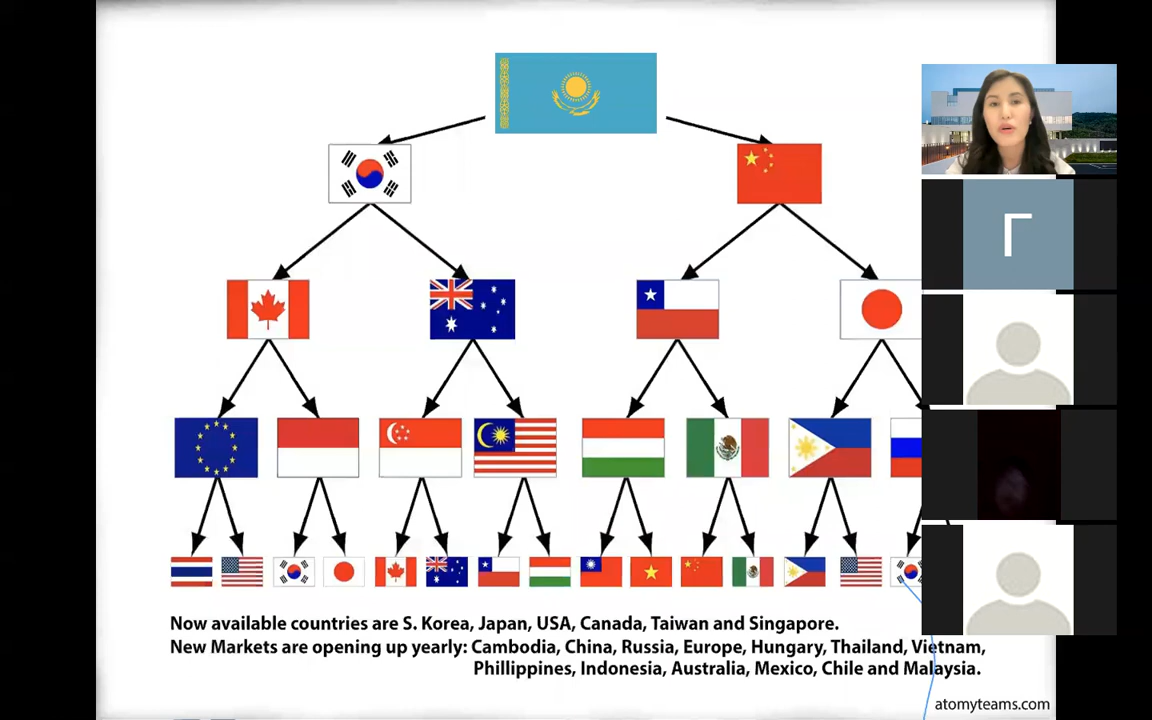 Г
Now available countries are S. Korea, Japan, USA, Canada, Taiwan and Singapore.
New Markets are opening up yearly: Cambodia, China, Russia, Europe, Hungary, Thailand, Vietnam,
Phillippines, Indonesia, Australia, Mexico, Chile and Malaysia.
atomyteams.com